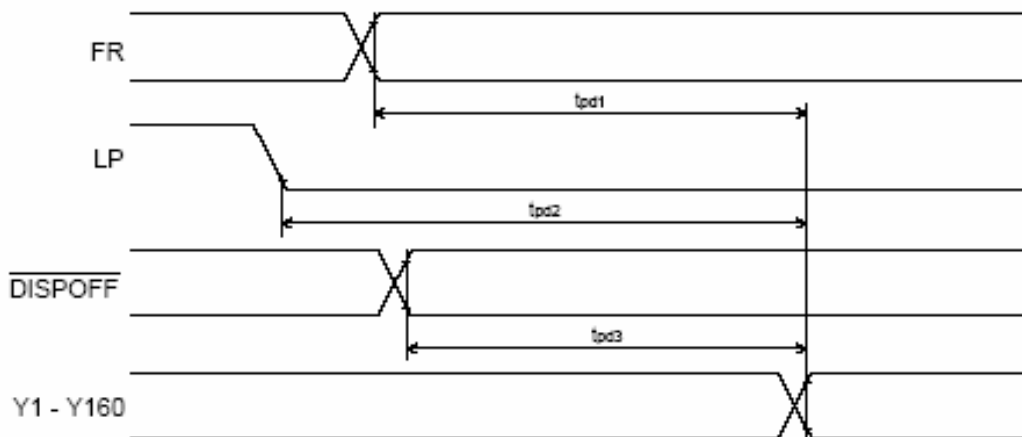 FR
tpd1
LP
tpd2
DISPOFF
tpd3
Y1 - Y160